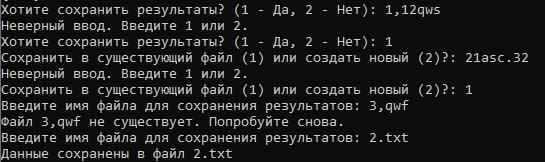 Хотите сохранить результаты? (1 - Да, 2 - Нет): 1,12qws
Неверный ввод. Введите 1 или 2.
Хотите сохранить результаты? (1 - Да, 2 - Нет): 1
Сохранить в существующий файл (1) или создать новый (2)?: 21asc.32
Неверный ввод. Введите 1 или 2.
Сохранить в существующий файл (1) или создать новый (2)?: 1
Введите имя файла для сохранения результатов: 3,qwf
Файл 3,qwf не существует. Попробуйте снова.
Введите имя файла для сохранения результатов: 2.txt
Данные сохранены в файл 2.txt